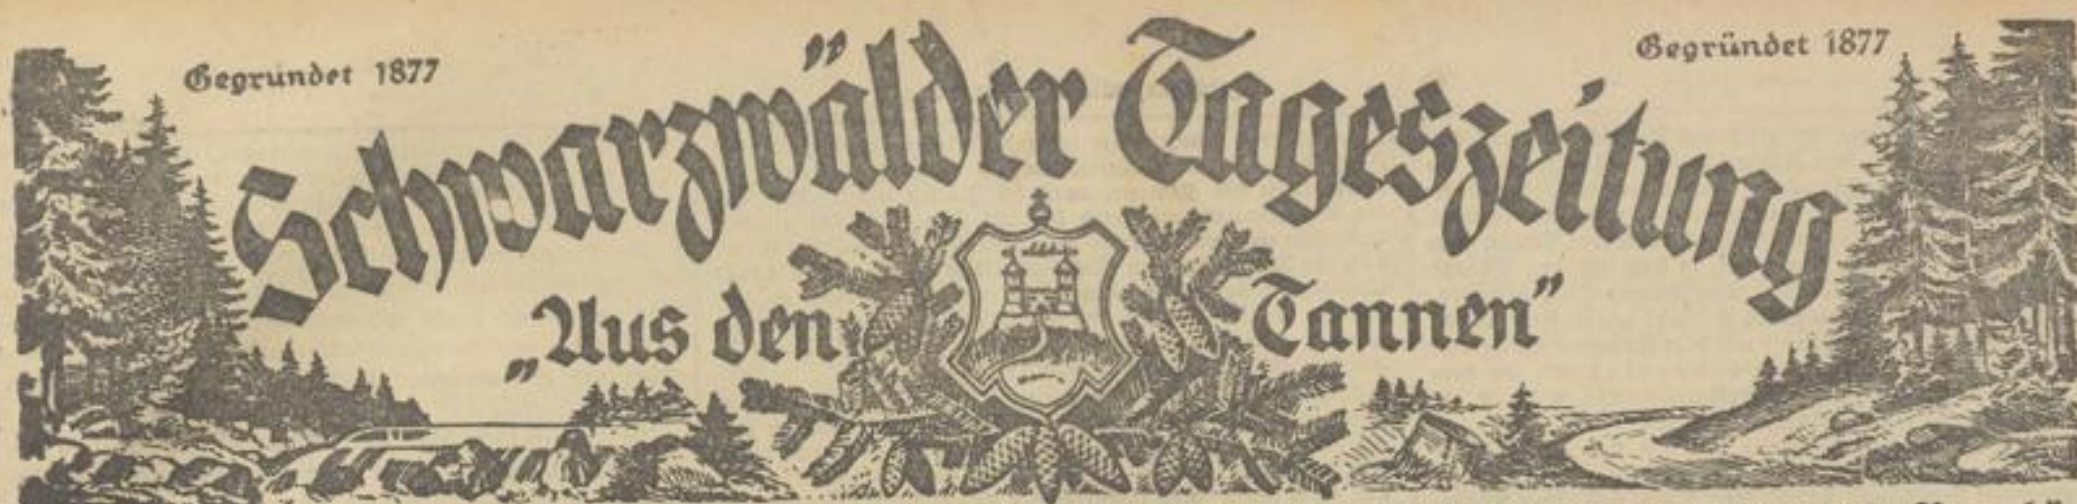 Gegründet 1877
Gegründet 1877
Schwarzwälder Tageszeitung
„Aus den Tannen“